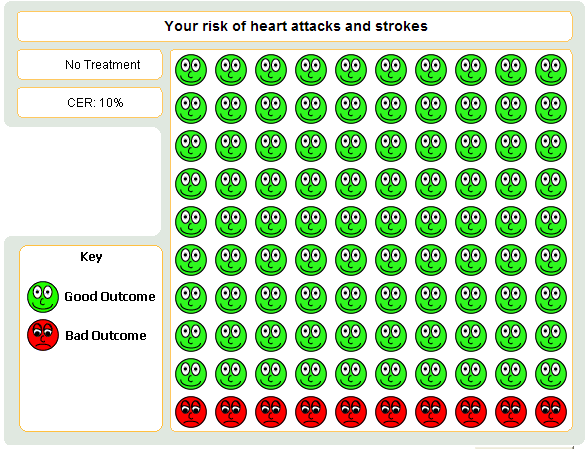 Your risk of heart attacks and strokes
No Treatment
CER: 10%
Key
Good Outcome
Bad Outcome